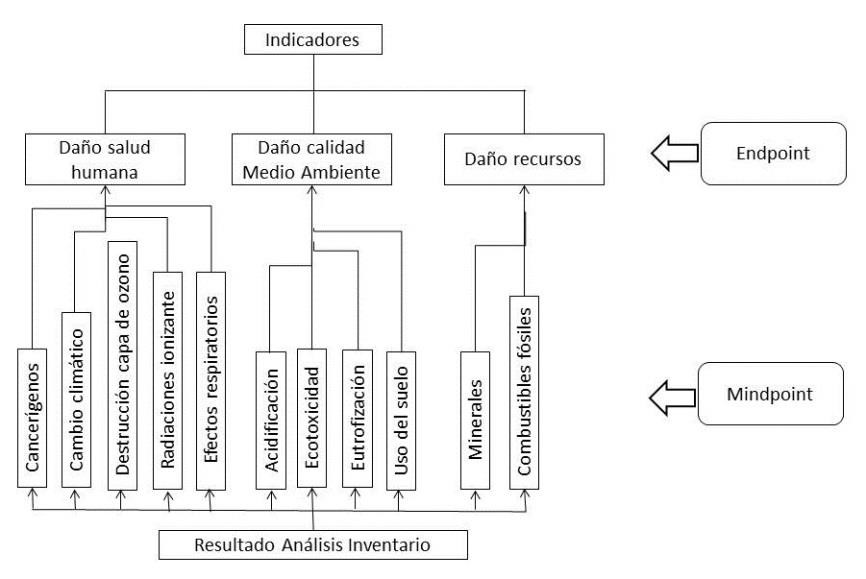 Indicadores
Daño salud
humana
Daño calidad
Medio Ambiente
Daño recursos
Endpoint
Cancerígenos
Cambio climático
Destrucción capa de ozono
Radiaciones ionizante
Efectos respiratorios
Acidificación
Ecotoxicidad
Eutrofización
Uso del suelo
Minerales
Combustibles fósiles
Mindpoint
Resultado Análisis Inventario